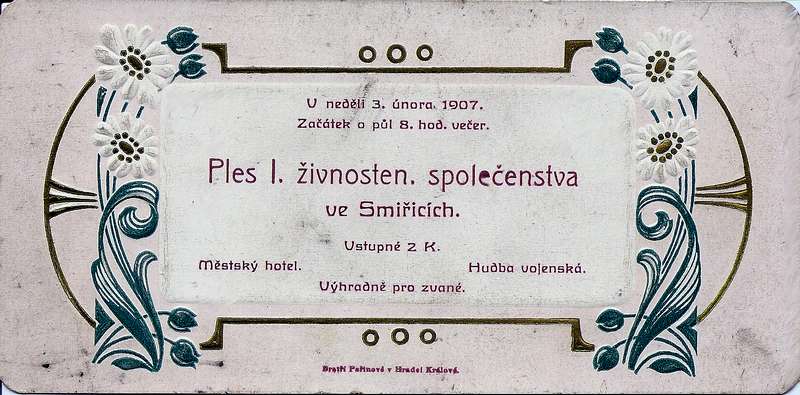 V neděli 3. února 1907.
Začátek o půl 8. hod. večer.
Ples I. živnosten. společenstva
ve Smiřicích.
Vstupné 2 K.
Městský hotel. Hudba vojenská.
Výhradně pro zvané.
Bratří Peřinové v Hradci Králové.